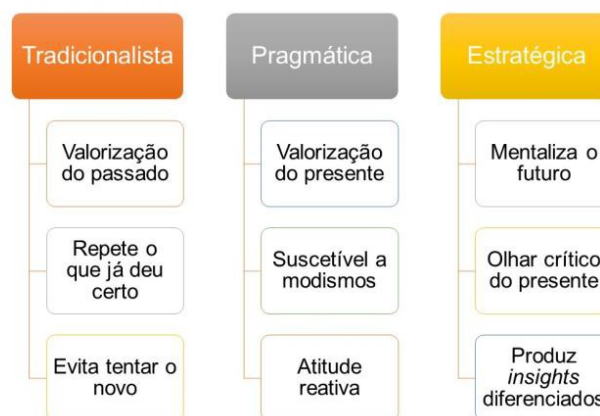 Tradicionalista
Valorização
do passado
Repete o
que já deu
certo
Evita tentar o
novo
Pragmática
Valorização
do presente
Suscetível a
modismos
Atitude
reativa
Estratégica
Mentaliza o
futuro
Olhar crítico
do presente
Produz
insights
diferenciados